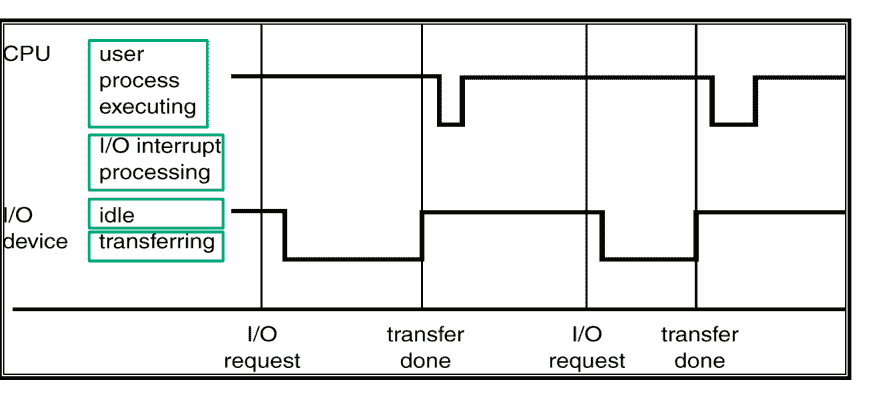 CPU
user
process
executing
I/O interrupt
processing
I/O
device
idle
transferring
I/O
request
transfer
done
I/O
request
transfer
done